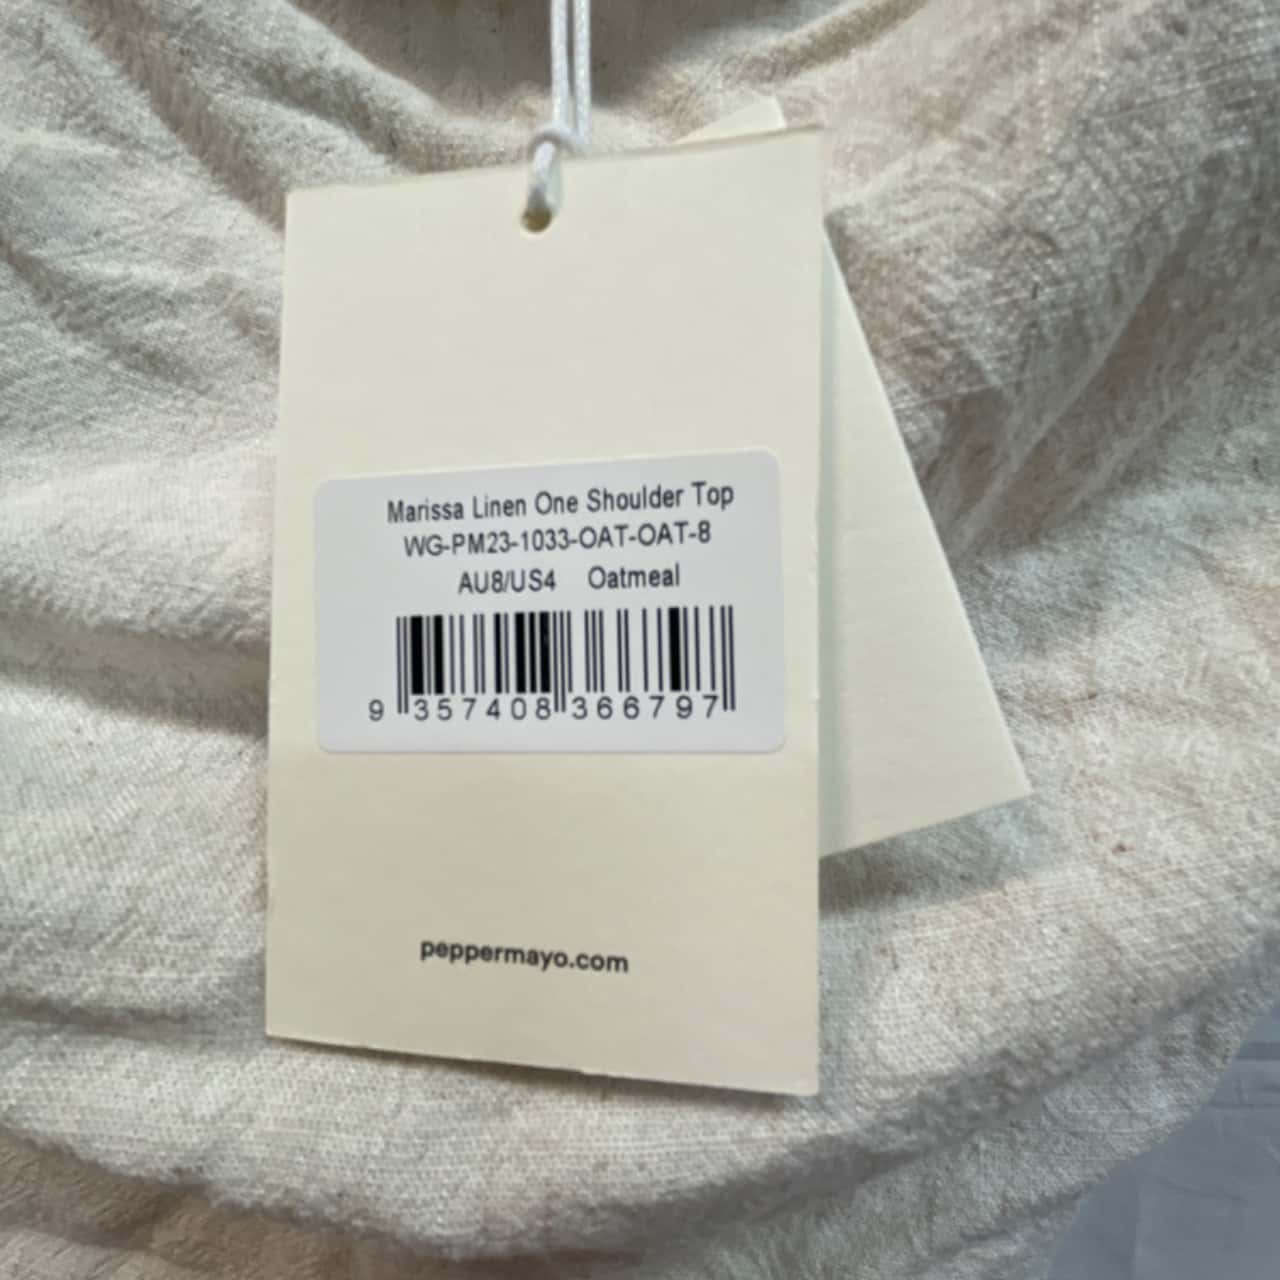 Marissa Linen One Shoulder Top
WG-PM23-1033-OAT-OAT-8
AU8/US4 Oatmeal
9 357408 366797
peppermayo.com